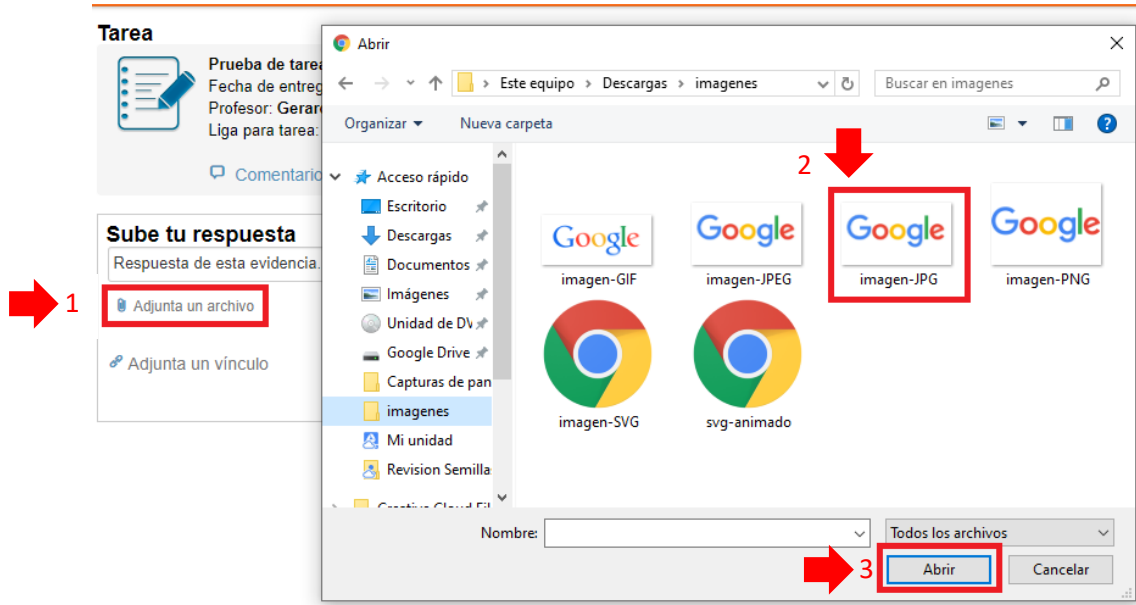 Tarea
Prueba de tarea
Fecha de entreg
Profesor: Gerar
Liga para tarea:
Comentario
Sube tu respuesta
Respuesta de esta evidencia.
1
Adjunta un archivo
Adjunta un vínculo
Abrir
Este equipo > Descargas > imagenes
Buscar en imagenes
Organizar
Nueva carpeta
Acceso rápido
Escritorio
Descargas
Documentos
Imágenes
Unidad de DV
Google Drive
Capturas de pan
imagenes
Mi unidad
Revision Semilla
Creative Cloud Fil
2
Google
Google
Google
Google
imagen-GIF
imagen-JPEG
imagen-JPG
imagen-PNG
imagen-SVG
svg-animado
Nombre:
Todos los archivos
3
Abrir
Cancelar